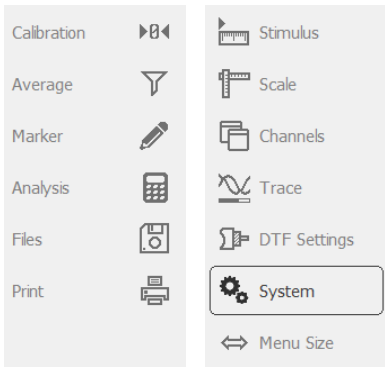 Calibration
Average
Marker
Analysis
Files
Print
Stimulus
Scale
Channels
Trace
DTF Settings
System
Menu Size